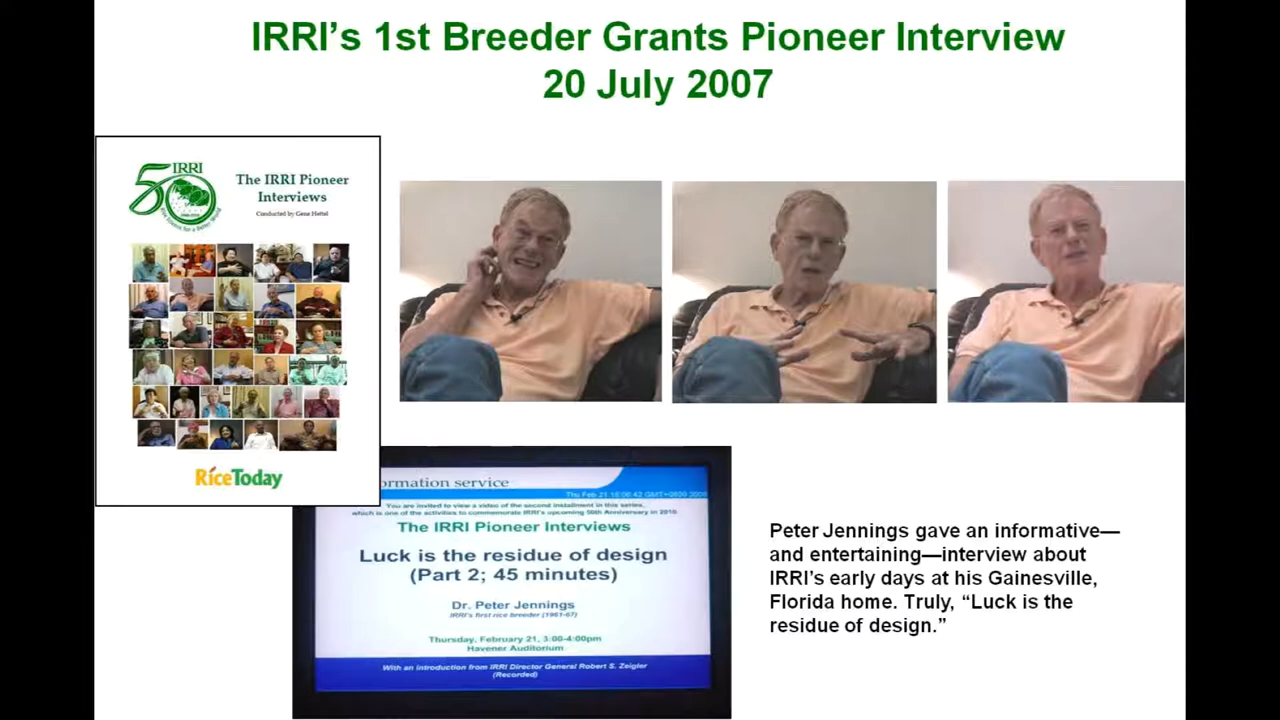 IRRI’s 1st Breeder Grants Pioneer Interview
20 July 2007
50 IRRI
The IRRI Pioneer
Interviews
Conducted by Gene Hettel
RiceToday
ormation service
Thu Feb 21
You are invited to view a video of the second installment in this series,
which is one of the activities to commemorate IRRI's upcoming 50th Anniversary in 2010.
The IRRI Pioneer Interviews
Luck is the residue of design
(Part 2; 45 minutes)
Dr. Peter Jennings
IRRI's first rice breeder (1961-67)
Thursday, February 21, 3:00-4:00pm
Havener Auditorium
With an introduction from IRRI Director General Robert S. Zeigler
(Recorded)
Peter Jennings gave an informative—
and entertaining—interview about
IRRI’s early days at his Gainesville,
Florida home. Truly, “Luck is the
residue of design.”